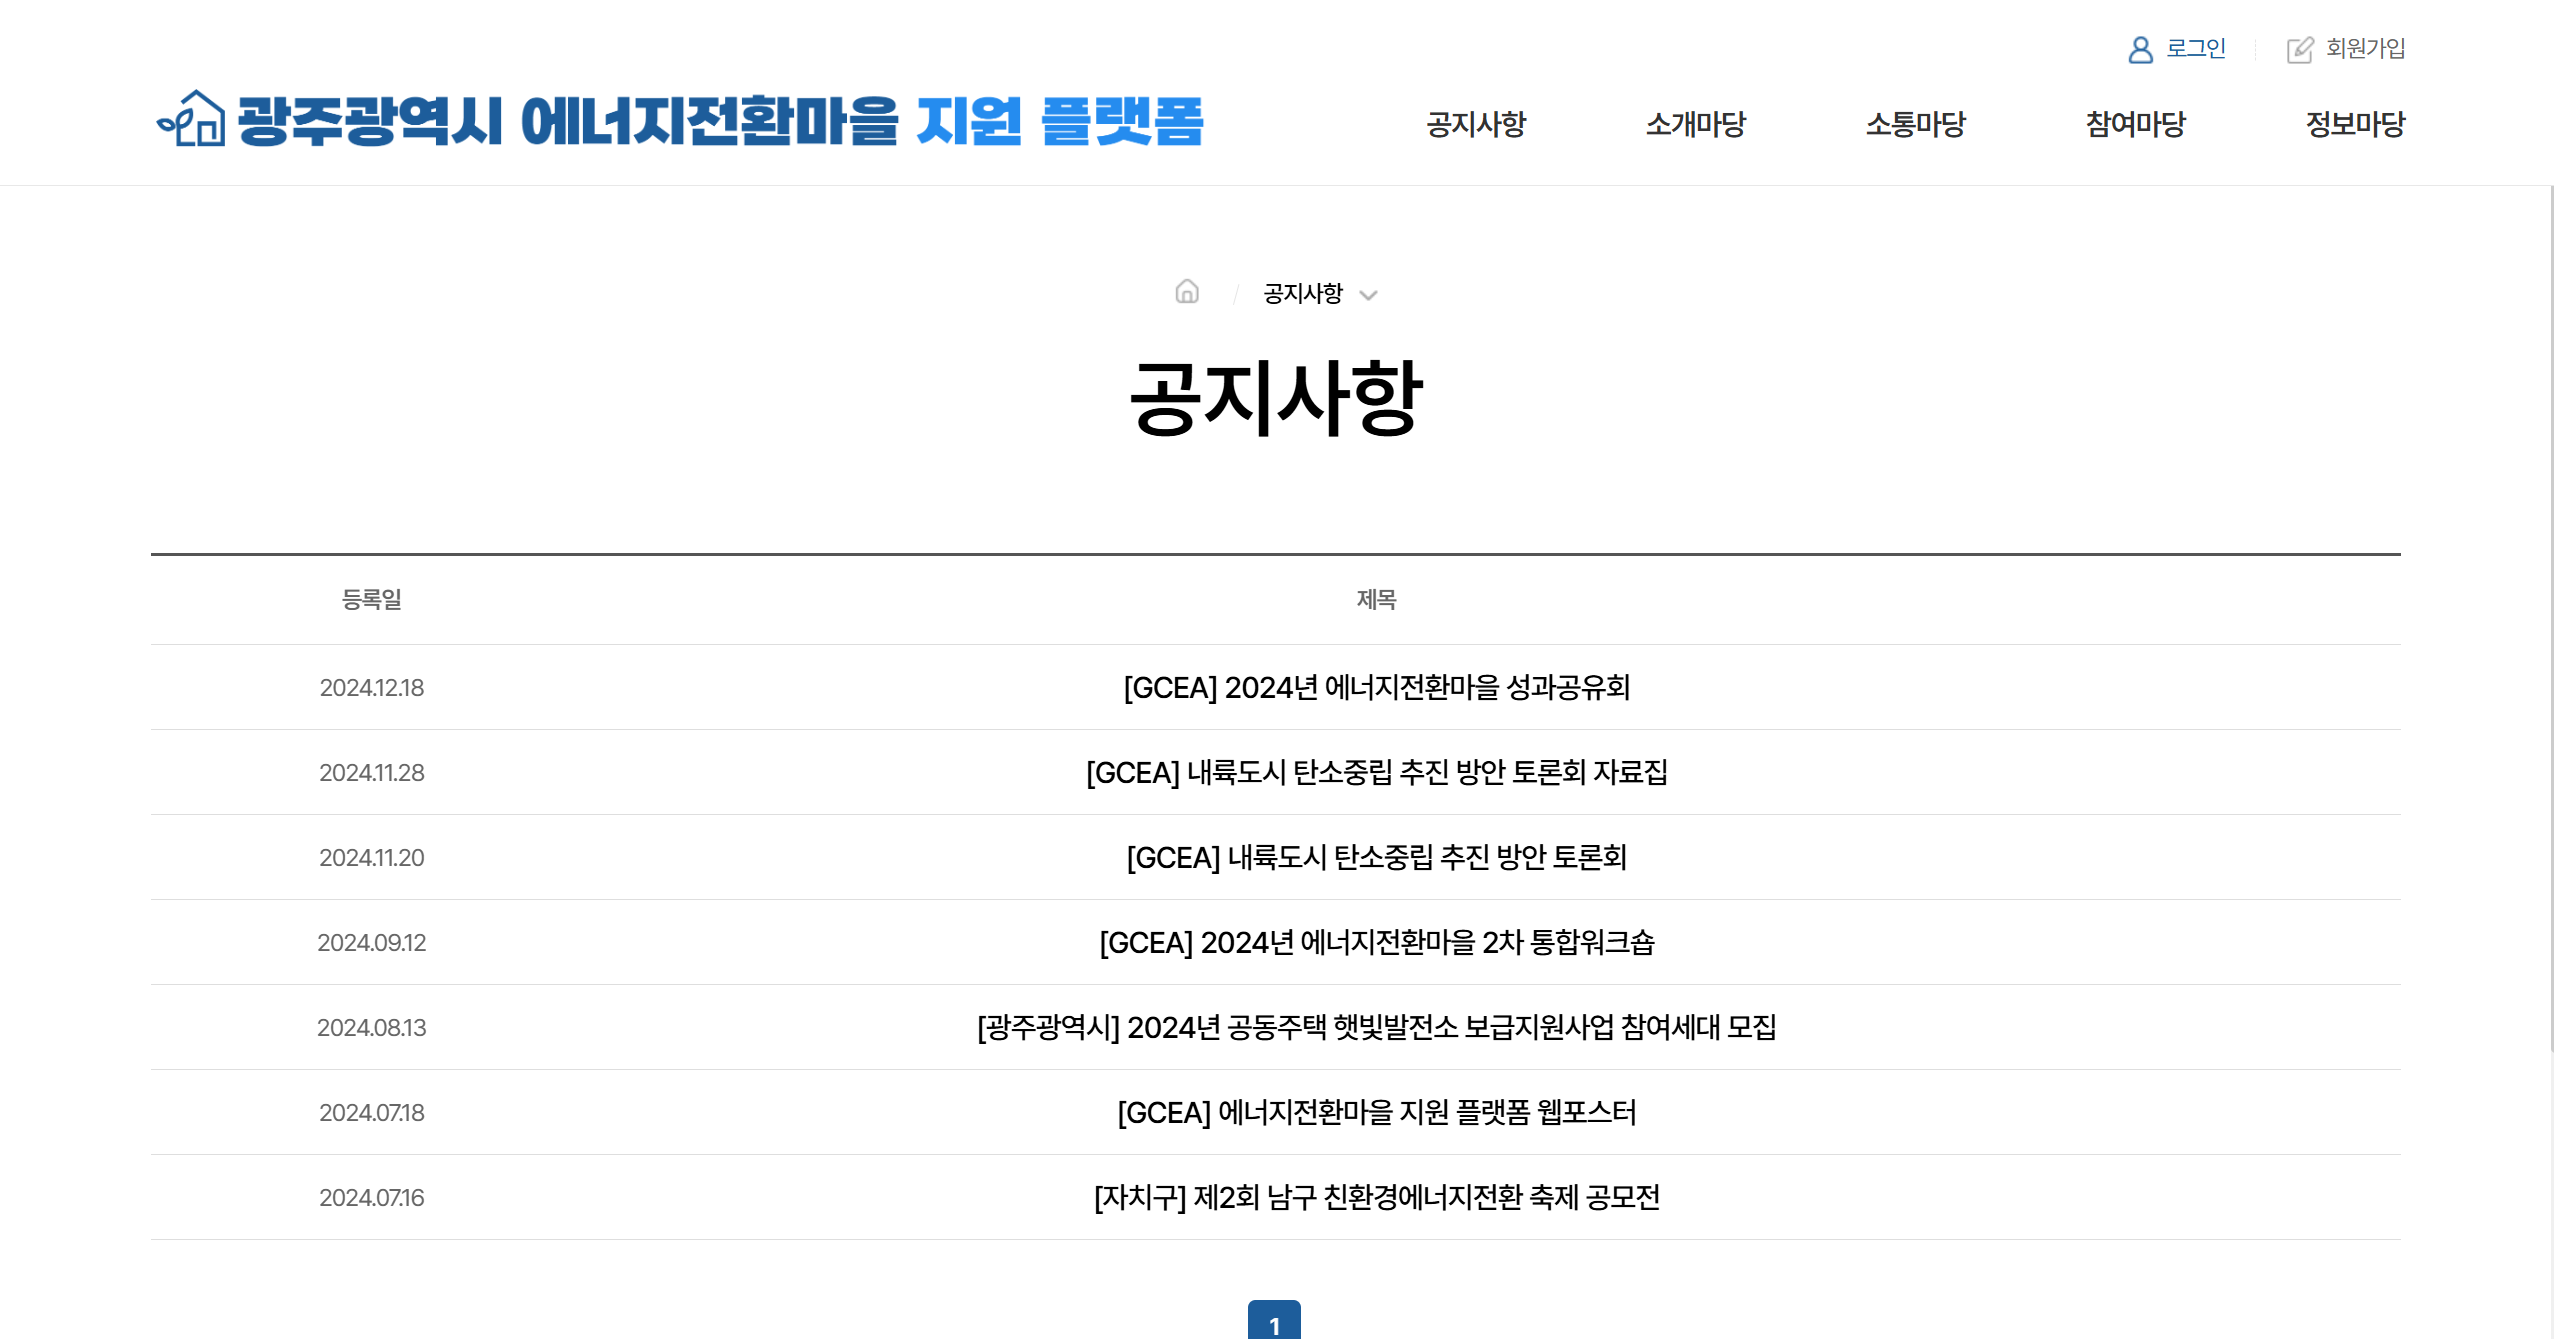 로그인
회원가입
광주광역시 에너지전환마을 지원 플랫폼
공지사항
소개마당
소통마당
참여마당
정보마당
공지사항
공지사항
등록일 제목
2024.12.18 [GCEA] 2024년 에너지전환마을 성과공유회
2024.11.28 [GCEA] 내륙도시 탄소중립 추진 방안 토론회 자료집
2024.11.20 [GCEA] 내륙도시 탄소중립 추진 방안 토론회
2024.09.12 [GCEA] 2024년 에너지전환마을 2차 통합워크숍
2024.08.13 [광주광역시] 2024년 공동주택 햇빛발전소 보급지원사업 참여세대 모집
2024.07.18 [GCEA] 에너지전환마을 지원 플랫폼 웹포스터
2024.07.16 [자치구] 제2회 남구 친환경에너지전환 축제 공모전
1